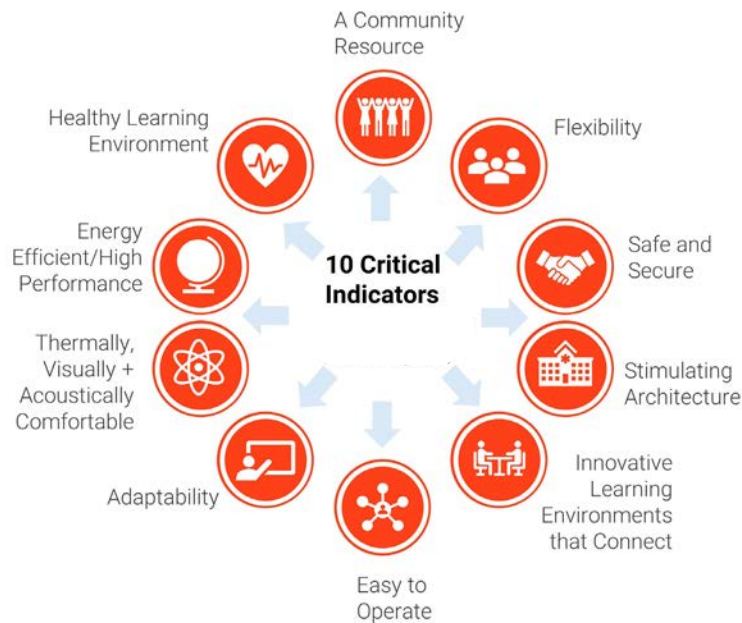 A Community
Resource
Healthy Learning
Environment
Flexibility
Energy
Efficient/High
Performance
10 Critical
Indicators
Safe and
Secure
Thermally,
Visually +
Acoustically
Comfortable
Stimulating
Architecture
Adaptability
Innovative
Learning
Environments
that Connect
Easy to
Operate